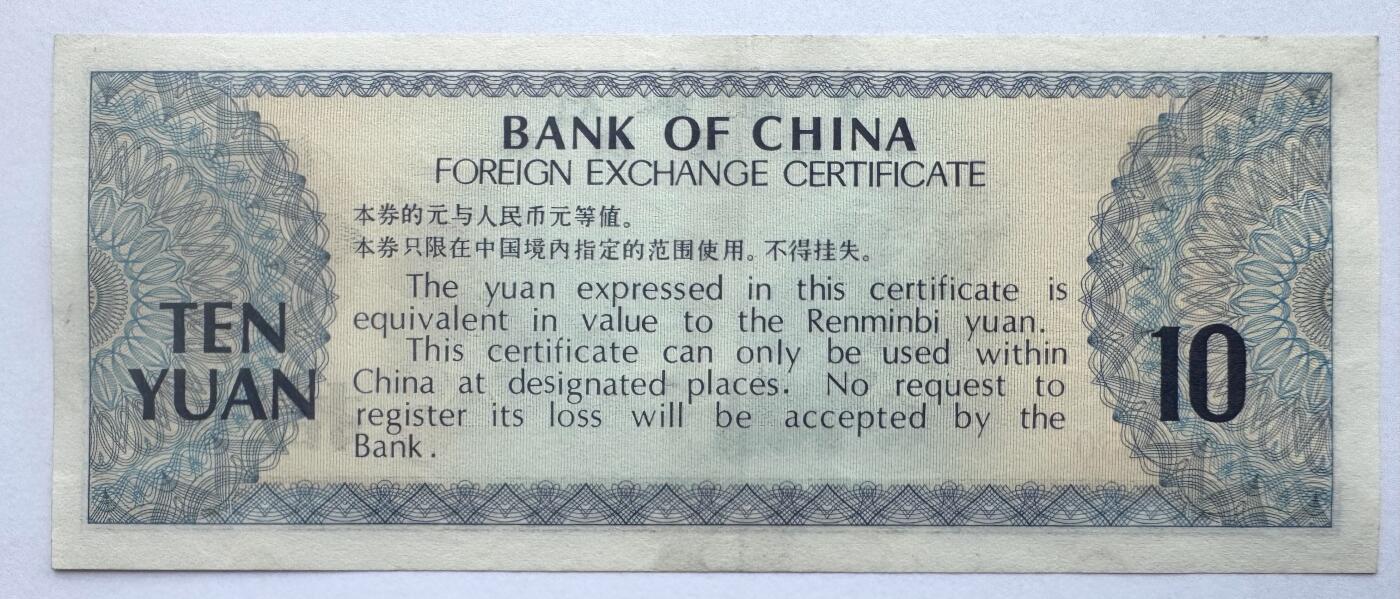 BANK OF CHINA
FOREIGN EXCHANGE CERTIFICATE
本券的元与人民币元等值。
本券只限在中国境内指定的范围使用。不得挂失。
The yuan expressed in this certificate is
equivalent in value to the Renminbi yuan.
This certificate can only be used within
China at designated places. No request to
register its loss will be accepted by the
Bank.
TEN
YUAN
10